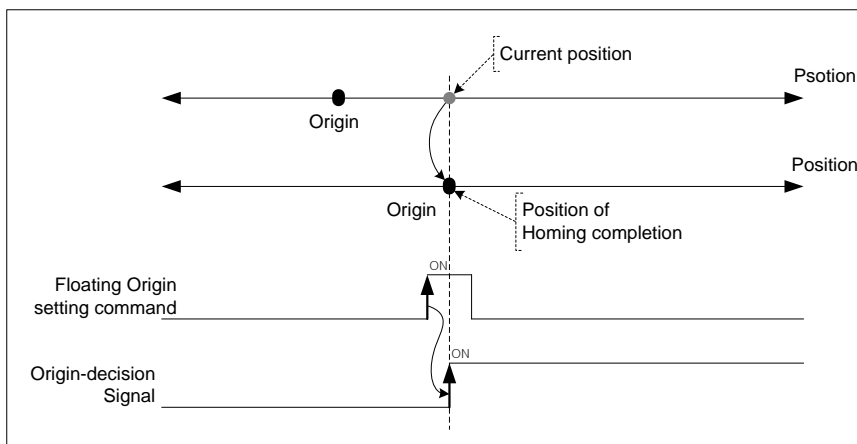 Current position
Psotion
Origin
Position
Origin
Position of
Homing completion
ON
Floating Origin
setting command
ON
Origin-decision
Signal